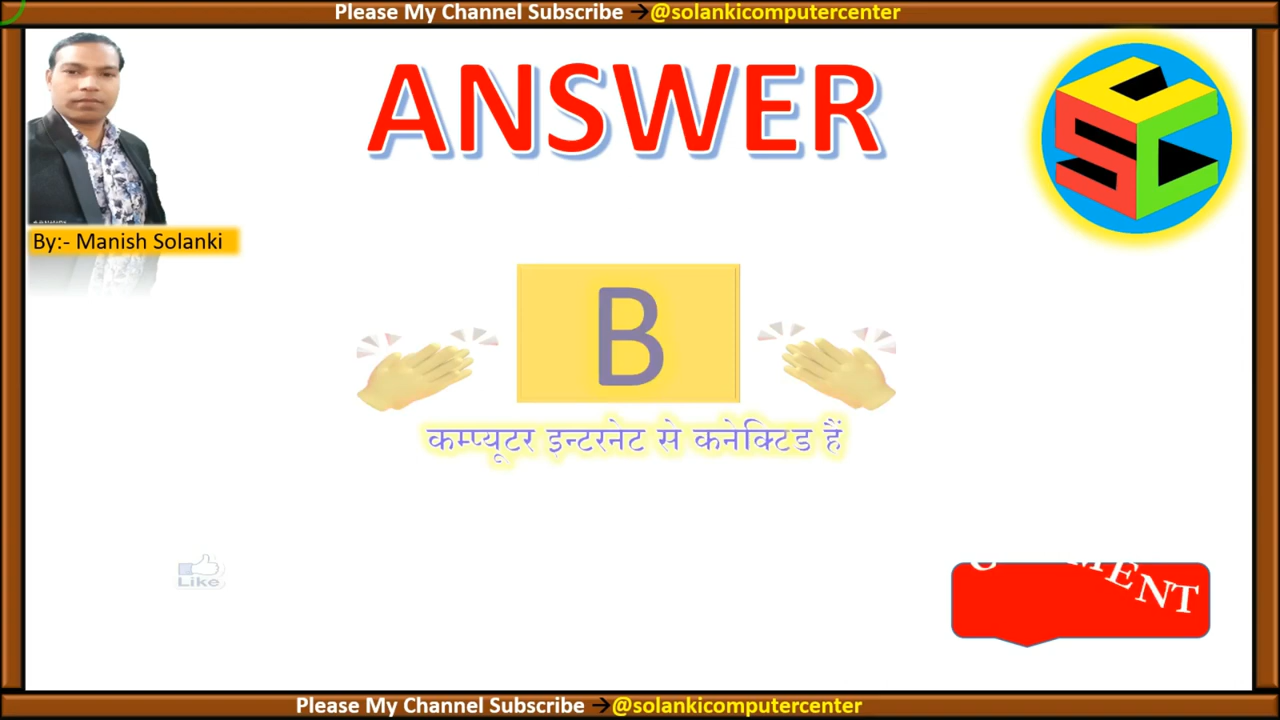 Please My Channel Subscribe →@solankicomputercenter
ANSWER
By:- Manish Solanki
B
कम्प्यूटर इन्टरनेट से कनेक्टिड हैं
Like
Please My Channel Subscribe →@solankicomputercenter